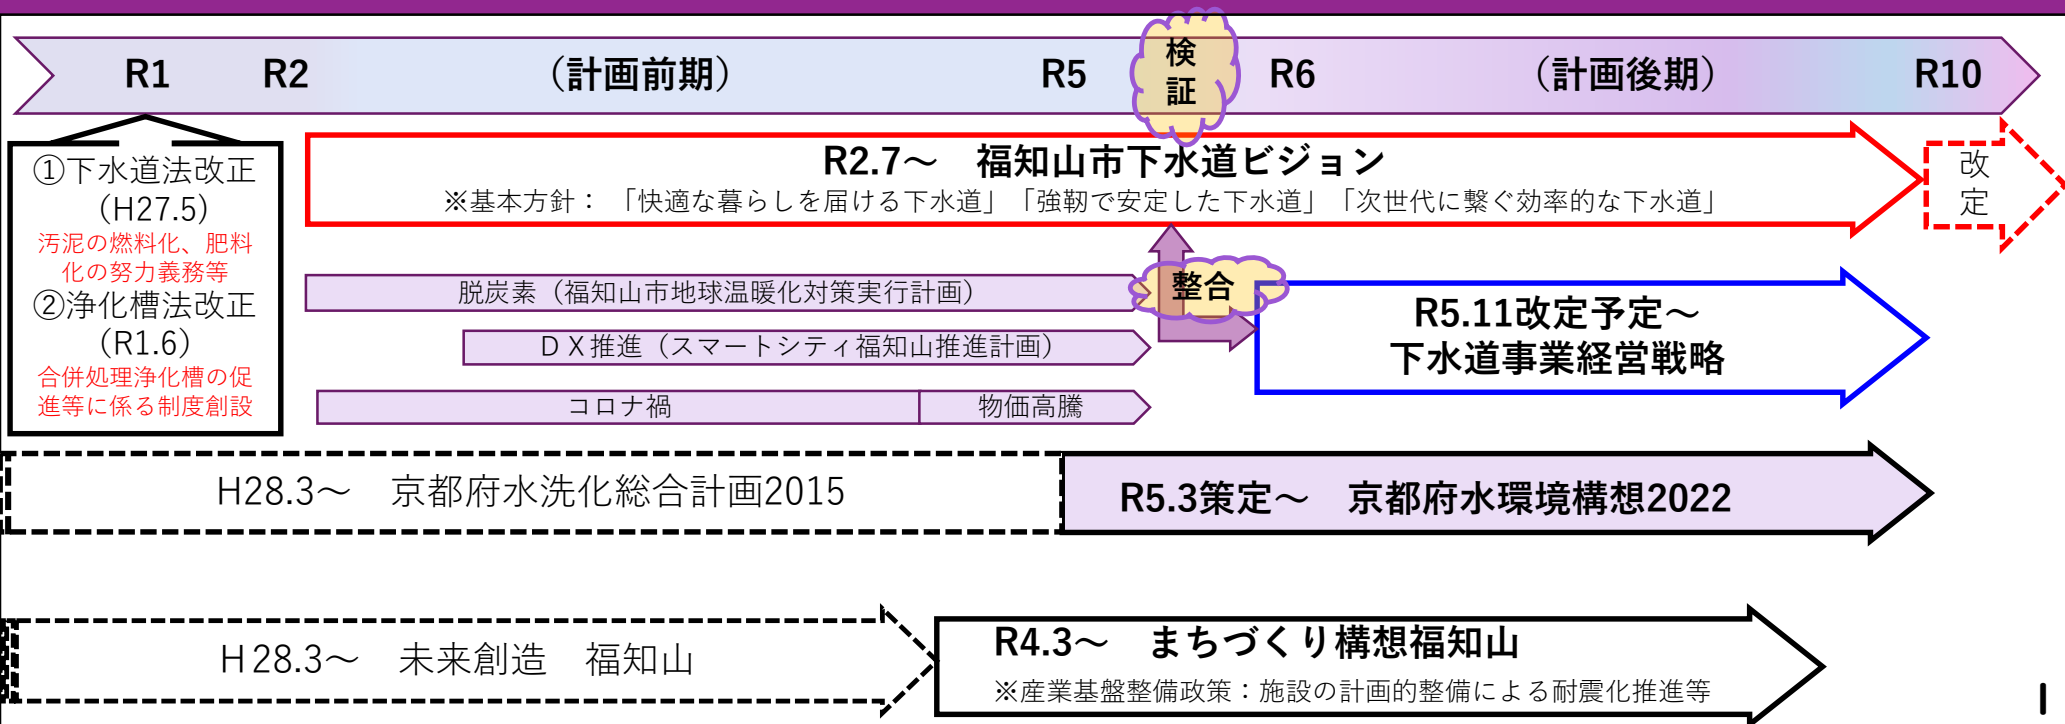 R1 R2 （計画前期） R5 検証 R6 （計画後期） R10
①下水道法改正
（H27.5）
汚泥の燃料化、肥料
化の努力義務等
②浄化槽法改正
（R1.6）
合併処理浄化槽の促
進等に係る制度創設
R2.7～　福知山市下水道ビジョン
※基本方針：「快適な暮らしを届ける下水道」「強靭で安定した下水道」「次世代に繋ぐ効率的な下水道」
改定
脱炭素（福知山市地球温暖化対策実行計画）
整合
ＤＸ推進（スマートシティ福知山推進計画）
コロナ禍 物価高騰
R5.11改定予定～
下水道事業経営戦略
H28.3～　京都府水洗化総合計画2015
R5.3策定～　京都府水環境構想2022
H28.3～　未来創造　福知山
R4.3～　まちづくり構想福知山
※産業基盤整備政策：施設の計画的整備による耐震化推進等